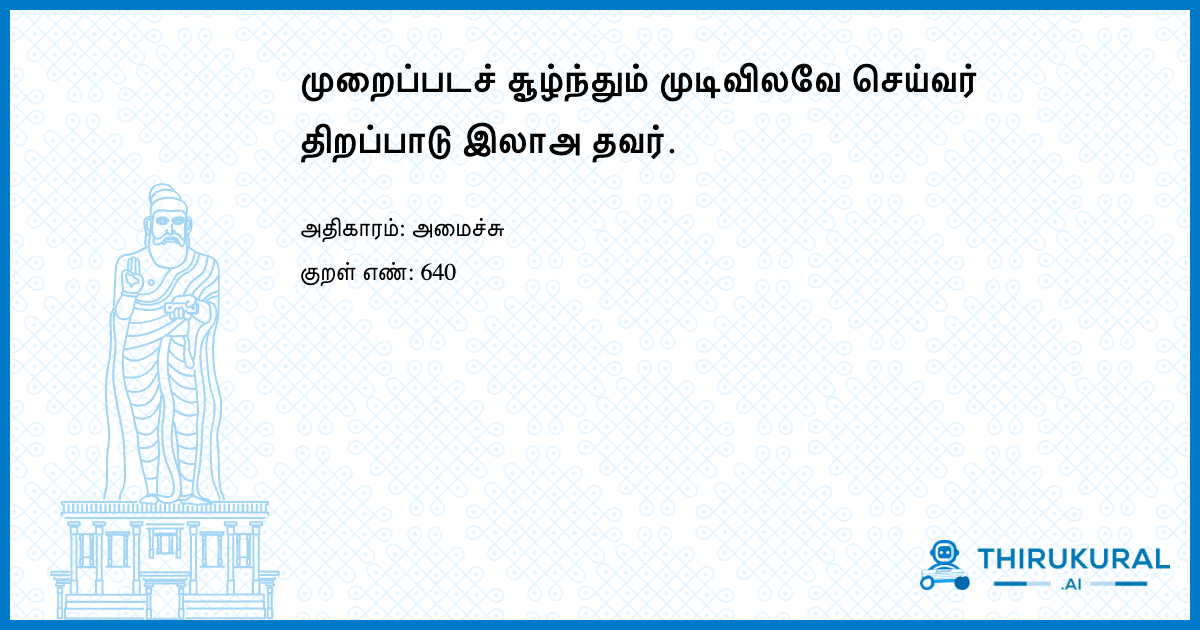 முறைப்படச் சூழ்ந்தும் முடிவிலவே செய்வர்
திறப்பாடு இலாஅ தவர்.
அதிகாரம்: அமைச்சு
குறள் எண்: 640
THIRUKURAL
.AI